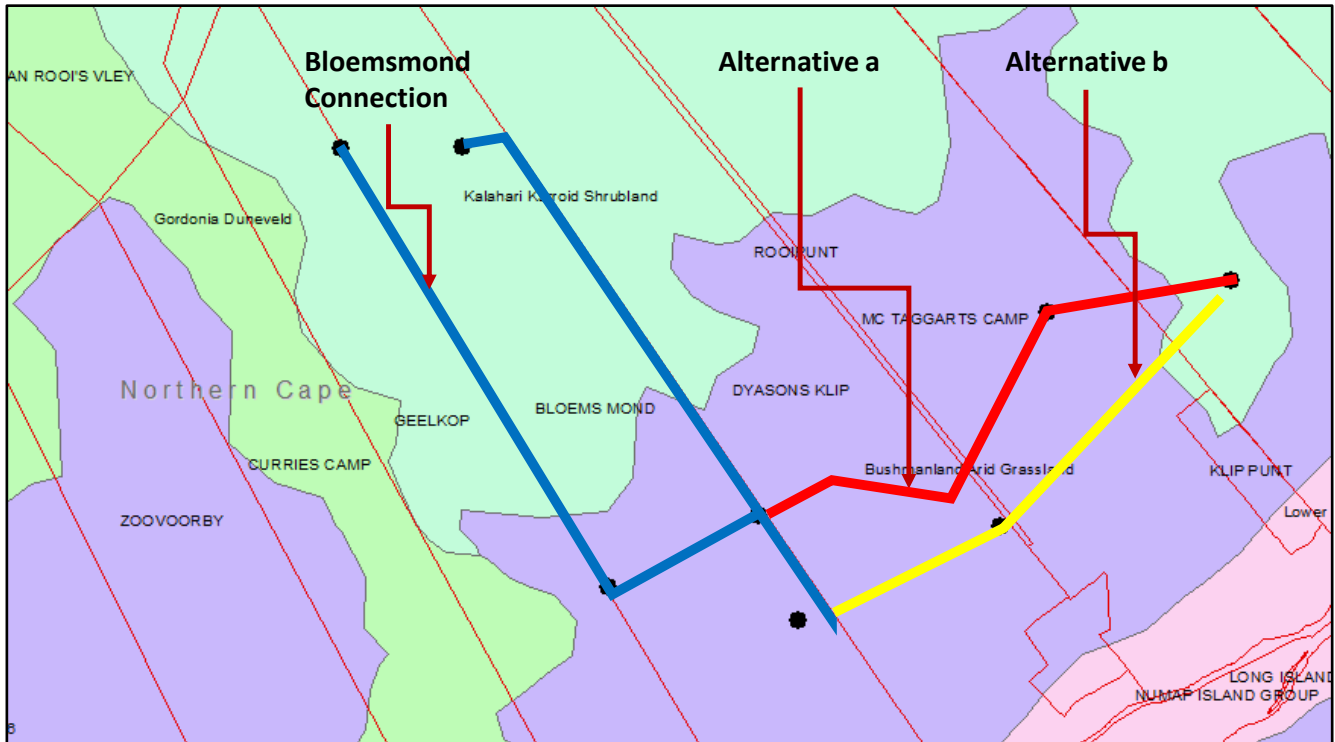 Bloemsmond
Connection
Alternative a
Alternative b
AN ROOI'S VLEY
Kalahari Karroid Shrubland
Gordonia Duneveld
ROOIPUNT
MC TAGGARTS CAMP
Northern Cape
DYASONS KLIP
BLOEMS MOND
GEELKOP
CURRIES CAMP
Bushmanland Arid Grassland
KLIP PUNT
ZOOVOORBY
Lower
LONG ISLAND
NUMAP ISLAND GROUP